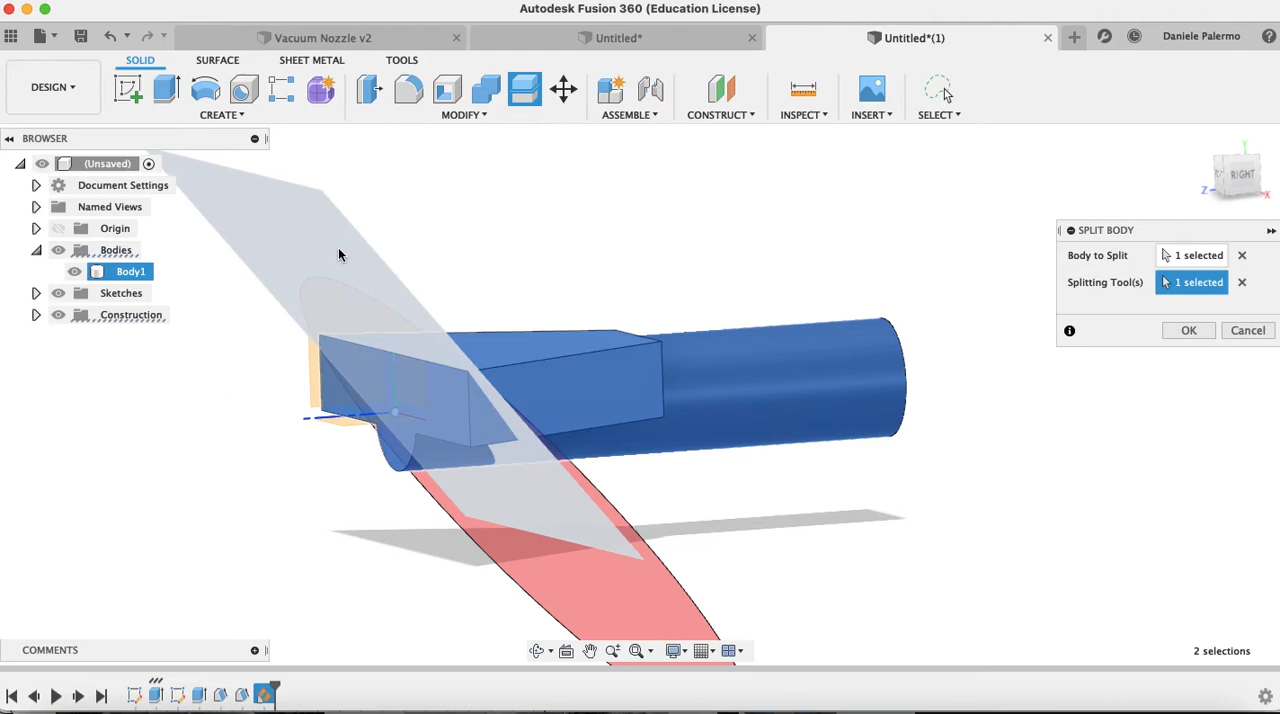 Autodesk Fusion 360 (Education License)
Vacuum Nozzle v2
Untitled*
Untitled*(1)
Daniele Palermo
DESIGN
SOLID
SURFACE
SHEET METAL
TOOLS
CREATE
MODIFY
ASSEMBLE
CONSTRUCT
INSPECT
INSERT
SELECT
BROWSER
(Unsaved)
Document Settings
Named Views
Origin
Bodies
Body1
Sketches
Construction
Y
RIGHT
Z
X
SPLIT BODY
Body to Split
1 selected
Splitting Tool(s)
1 selected
OK
Cancel
COMMENTS
2 selections